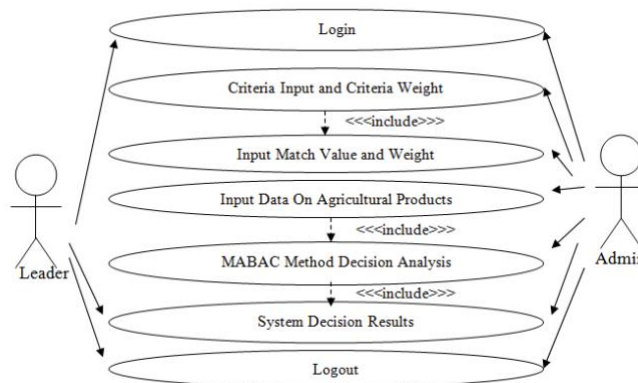 Login
Criteria Input and Criteria Weight
<<<include>>>
Input Match Value and Weight
Input Data On Agricultural Products
<<<include>>>
Leader
MABAC Method Decision Analysis
Admin
<<<include>>>
System Decision Results
Logout